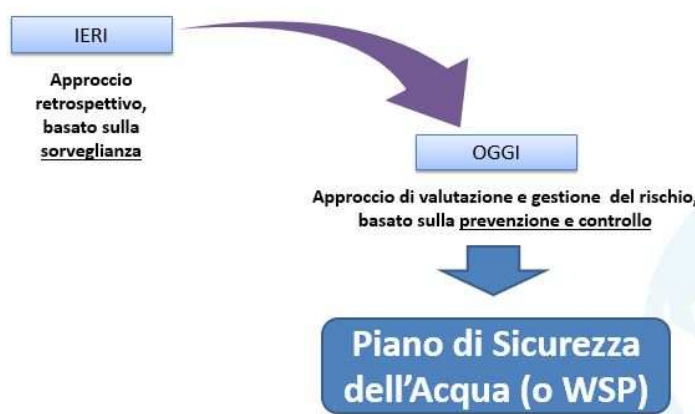 IERI
Approccio
retrospettivo,
basato sulla
sorveglianza
OGGI
Approccio di valutazione e gestione del rischio,
basato sulla prevenzione e controllo
Piano di Sicurezza
dell'Acqua (o WSP)